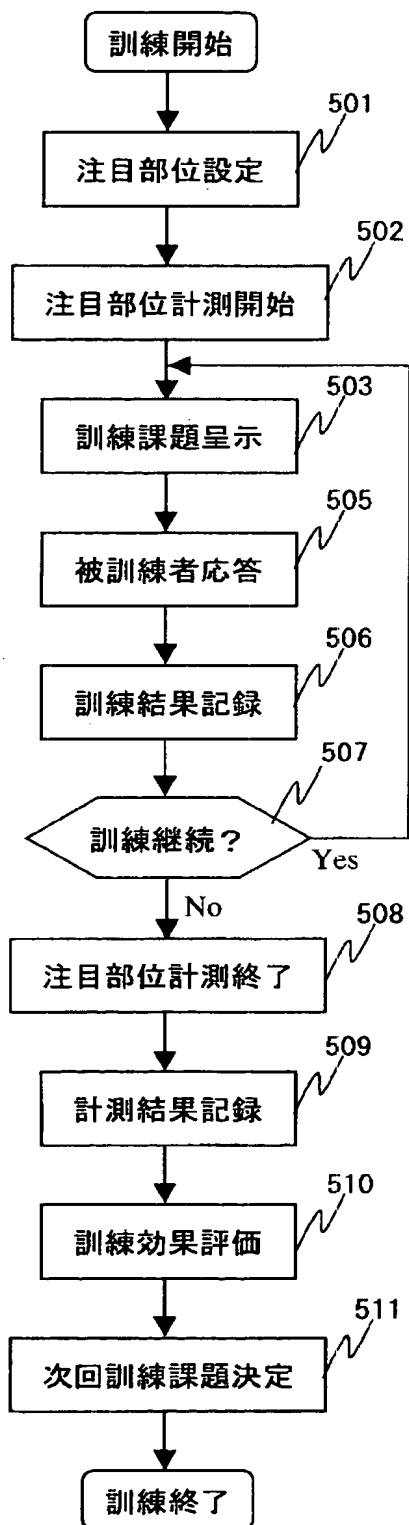 訓練開始
501
注目部位設定
502
注目部位計測開始
503
訓練課題呈示
505
被訓練者応答
506
訓練結果記録
507
訓練継続？
Yes
No
508
注目部位計測終了
509
計測結果記録
510
訓練効果評価
511
次回訓練課題決定
訓練終了